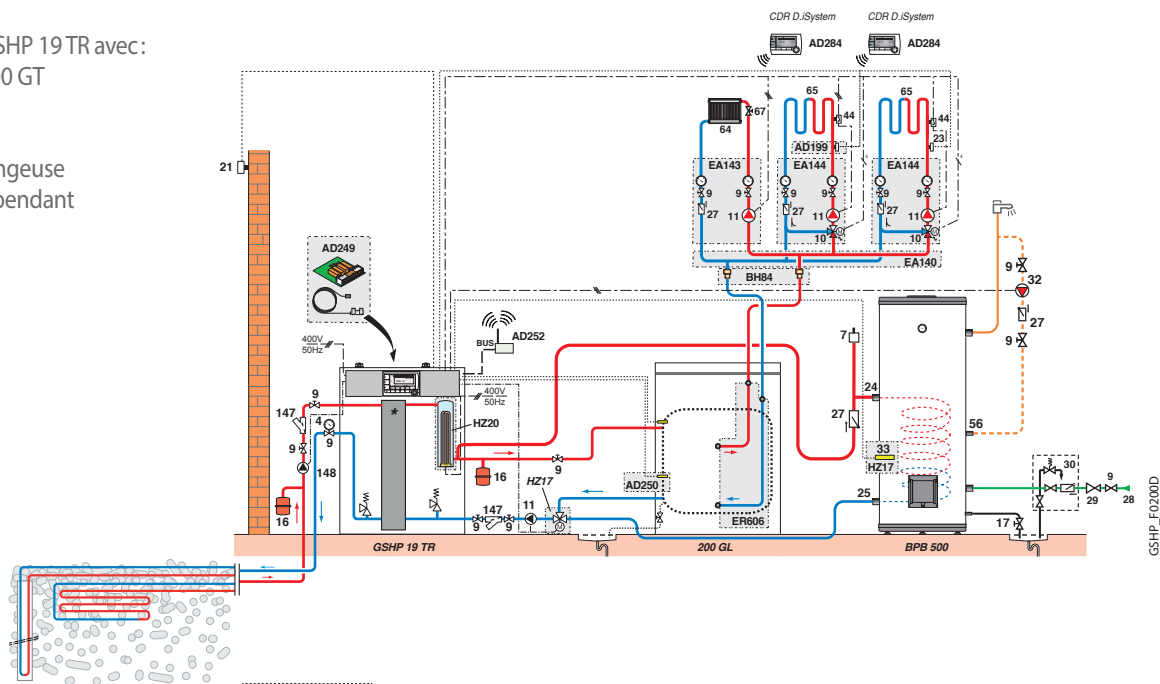 SHP 19 TR avec :
00 GT
ngeuse
pendant
CDR D.iSystem
CDR D.iSystem
AD284
AD284
65
65
67
44
44
64
AD199
23
EA143
EA144
EA144
9
9
9
9
9
9
27
11
27
11
27
11
10
10
EA140
BH84
21
AD249
400V
50Hz
BUS
AD252
400V
50Hz
9
32
27
9
7
24
27
56
33
HZ17
25
30
9
29
28
17
9
147
4
9
9
148
16
*
HZ20
16
9
HZ17
147
11
9
9
M
M
M
AD250
ER606
GSHP 19 TR
200 GL
BPB 500
GSHP_F0200D